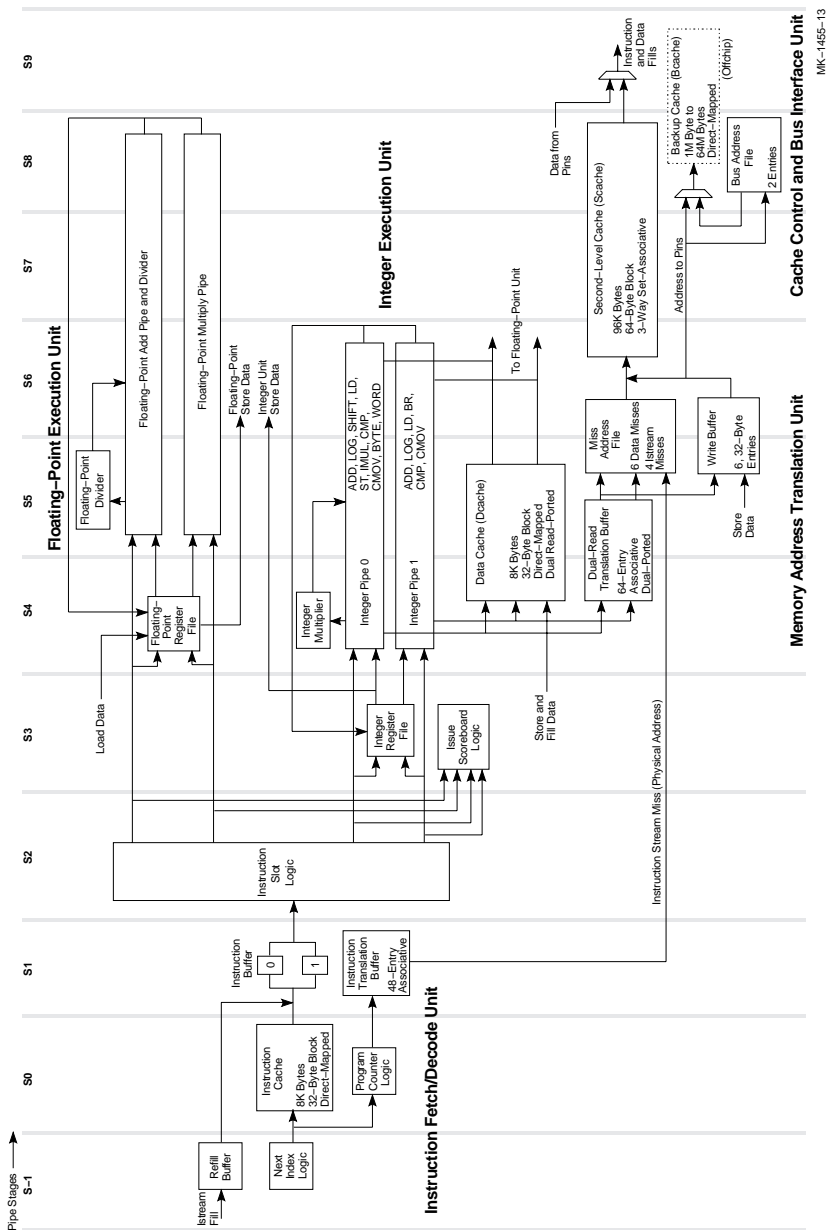 Pipe Stages
S–1
S0
S1
S2
S3
S4
S5
S6
S7
S8
S9
Floating–Point Execution Unit
Load Data
Floating–
Point
Register
File
Floating–Point
Divider
Floating–Point Add Pipe and Divider
Floating–Point Multiply Pipe
Floating–Point
Store Data
Integer Unit
Store Data
Integer Execution Unit
Integer
Register
File
Integer
Multiplier
Integer Pipe 0
ADD, LOG, SHIFT, LD,
ST, IMUL, CMP,
CMOV, BYTE, WORD
Integer Pipe 1
ADD, LOG, LD, BR,
CMP, CMOV
To Floating–Point Unit
Issue
Scoreboard
Logic
Store and
Fill Data
Data Cache (Dcache)
8K Bytes
32–Byte Block
Direct–Mapped
Dual Read–Ported
Istream
Fill
Refill
Buffer
Next
Index
Logic
Instruction
Cache
8K Bytes
32–Byte Block
Direct–Mapped
Program
Counter
Logic
Instruction
Buffer
0
1
Instruction
Translation
Buffer
48–Entry
Associative
Instruction
Slot
Logic
Instruction Fetch/Decode Unit
Instruction Stream Miss (Physical Address)
Dual–Read
Translation Buffer
64–Entry
Associative
Dual–Ported
Miss
Address
File
6 Data Misses
4 Istream
Misses
Write Buffer
6, 32–Byte
Entries
Store
Data
Memory Address Translation Unit
Second–Level Cache (Scache)
96K Bytes
64–Byte Block
3–Way Set–Associative
Data from
Pins
Instruction
and Data
Fills
Address to Pins
Backup Cache (Bcache)
1M Byte to
64M Bytes
Direct–Mapped
(Offchip)
Bus Address
File
2 Entries
Cache Control and Bus Interface Unit
MK–1455–13